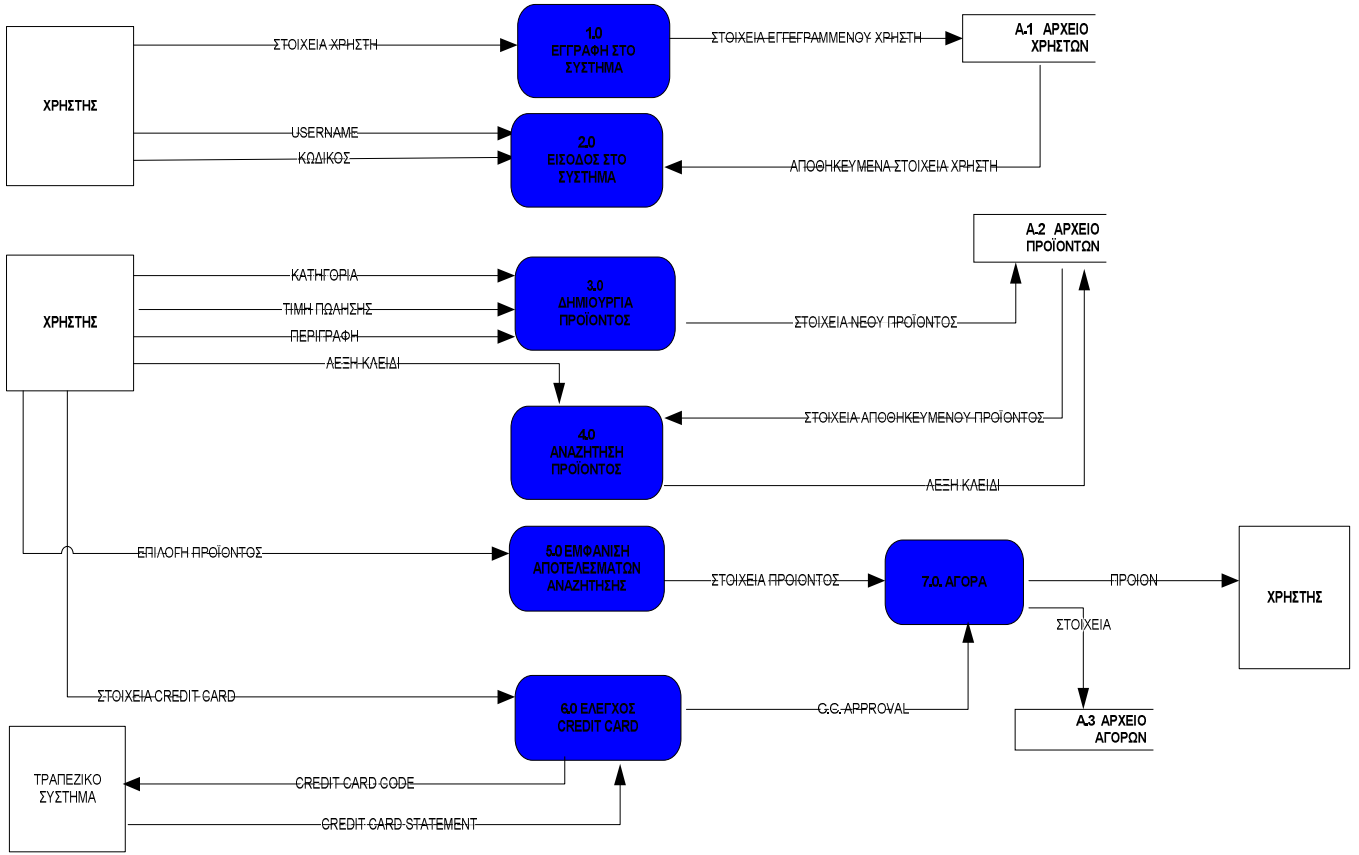 ΧΡΗΣΤΗΣ
ΣΤΟΙΧΕΙΑ ΧΡΗΣΤΗ
1.0
ΕΓΓΡΑΦΗ ΣΤΟ
ΣΥΣΤΗΜΑ
ΣΤΟΙΧΕΙΑ ΕΓΓΕΓΡΑΜΜΕΝΟΥ ΧΡΗΣΤΗ
Α.1 ΑΡΧΕΙΟ
ΧΡΗΣΤΩΝ
USERNAME
ΚΩΔΙΚΟΣ
2.0
ΕΙΣΟΔΟΣ ΣΤΟ
ΣΥΣΤΗΜΑ
ΑΠΟΘΗΚΕΥΜΕΝΑ ΣΤΟΙΧΕΙΑ ΧΡΗΣΤΗ
Α.2 ΑΡΧΕΙΟ
ΠΡΟΪΟΝΤΩΝ
ΧΡΗΣΤΗΣ
ΚΑΤΗΓΟΡΙΑ
ΤΙΜΗ ΠΩΛΗΣΗΣ
ΠΕΡΙΓΡΑΦΗ
ΛΕΞΗ ΚΛΕΙΔΙ
3.0
ΔΗΜΙΟΥΡΓΙΑ
ΠΡΟΪΟΝΤΟΣ
ΣΤΟΙΧΕΙΑ ΝΕΟΥ ΠΡΟΪΟΝΤΟΣ
4.0
ΑΝΑΖΗΤΗΣΗ
ΠΡΟΪΟΝΤΟΣ
ΣΤΟΙΧΕΙΑ ΑΠΟΘΗΚΕΥΜΕΝΟΥ ΠΡΟΪΟΝΤΟΣ
ΛΕΞΗ ΚΛΕΙΔΙ
ΕΠΙΛΟΓΗ ΠΡΟΪΟΝΤΟΣ
5.0 ΕΜΦΑΝΙΣΗ
ΑΠΟΤΕΛΕΣΜΑΤΩΝ
ΑΝΑΖΗΤΗΣΗΣ
ΣΤΟΙΧΕΙΑ ΠΡΟΙΟΝΤΟΣ
7.0. ΑΓΟΡΑ
ΠΡΟΙΟΝ
ΧΡΗΣΤΗΣ
ΣΤΟΙΧΕΙΑ
ΣΤΟΙΧΕΙΑ CREDIT CARD
6.0 ΕΛΕΓΧΟΣ
CREDIT CARD
C.C. APPROVAL
Α.3 ΑΡΧΕΙΟ
ΑΓΟΡΩΝ
ΤΡΑΠΕΖΙΚΟ
ΣΥΣΤΗΜΑ
CREDIT CARD CODE
CREDIT CARD STATEMENT